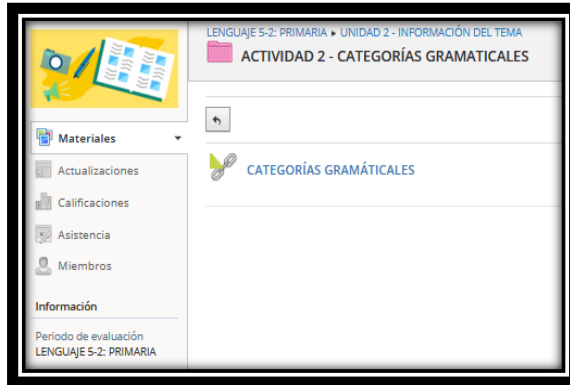 LENGUAJE 5-2: PRIMARIA ▸ UNIDAD 2 - INFORMACIÓN DEL TEMA
ACTIVIDAD 2 - CATEGORÍAS GRAMATICALES
Materiales
Actualizaciones
Calificaciones
Asistencia
Miembros
Información
Periodo de evaluación
LENGUAJE 5-2: PRIMARIA
CATEGORÍAS GRAMÁTICALES